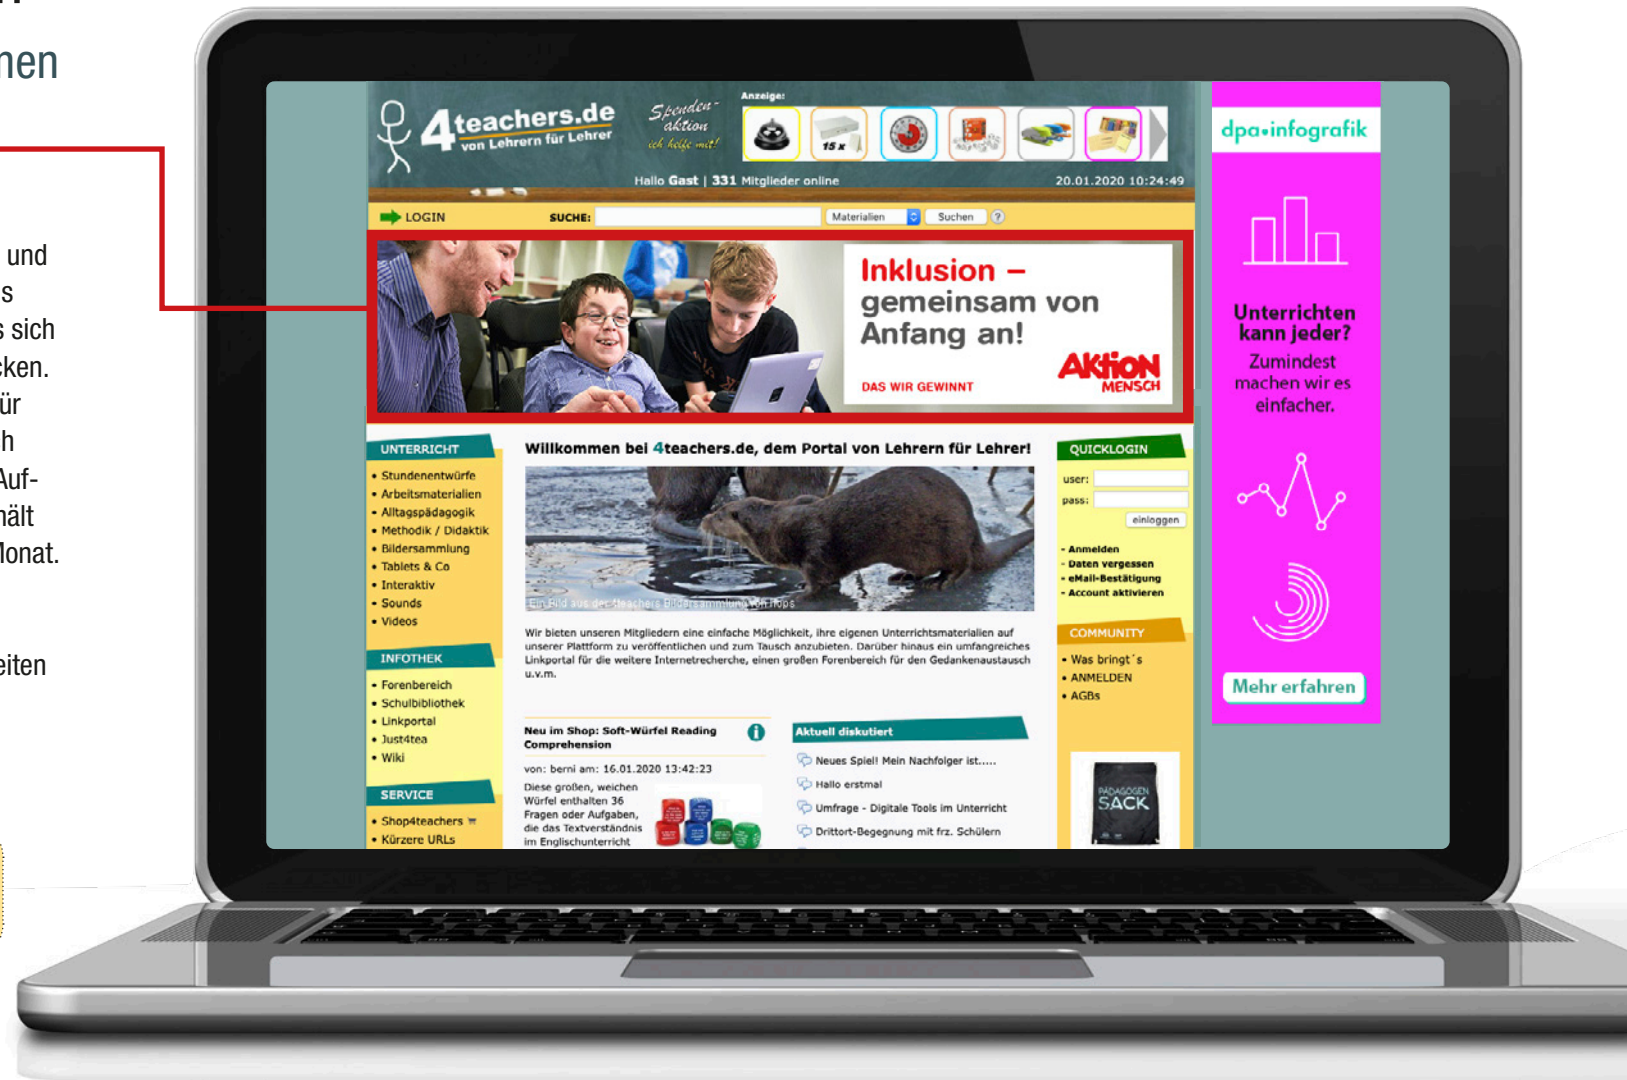 nen
und
s
s sich
cken.
ür
h
Auf-
hält
Monat.
eiten
4teachers.de
von Lehrern für Lehrer
Spenden-
aktion
ich helfe mit!
Anzeige:
15 x
Hallo Gast | 331 Mitglieder online
20.01.2020 10:24:49
LOGIN
SUCHE:
Materialien
Suchen
?
Inklusion –
gemeinsam von
Anfang an!
DAS WIR GEWINNT
AKTION
MENSCH
UNTERRICHT
• Stundenentwürfe
• Arbeitsmaterialien
• Alltagspädagogik
• Methodik / Didaktik
• Bildersammlung
• Tablets & Co
• Interaktiv
• Sounds
• Videos
INFOTHEK
• Forenbereich
• Schulbibliothek
• Linkportal
• Just4tea
• Wiki
SERVICE
• Shop4teachers
• Kürzere URLs
Willkommen bei 4teachers.de, dem Portal von Lehrern für Lehrer!
Ein Bild aus der 4teachers Bildersammlung von hops
Wir bieten unseren Mitgliedern eine einfache Möglichkeit, ihre eigenen Unterrichtsmaterialien auf
unserer Plattform zu veröffentlichen und zum Tausch anzubieten. Darüber hinaus ein umfangreiches
Linkportal für die weitere Internetrecherche, einen großen Forenbereich für den Gedankenaustausch
u.v.m.
Neu im Shop: Soft-Würfel Reading
Comprehension
von: berni am: 16.01.2020 13:42:23
Diese großen, weichen
Würfel enthalten 36
Fragen oder Aufgaben,
die das Textverständnis
im Englischunterricht
Aktuell diskutiert
Neues Spiel! Mein Nachfolger ist.....
Hallo erstmal
Umfrage - Digitale Tools im Unterricht
Drittort-Begegnung mit frz. Schülern
QUICKLOGIN
user:
pass:
einloggen
- Anmelden
- Daten vergessen
- eMail-Bestätigung
- Account aktivieren
COMMUNITY
• Was bringt´s
• ANMELDEN
• AGBs
PÄDAGOGEN
SACK
dpa•infografik
Unterrichten
kann jeder?
Zumindest
machen wir es
einfacher.
Mehr erfahren